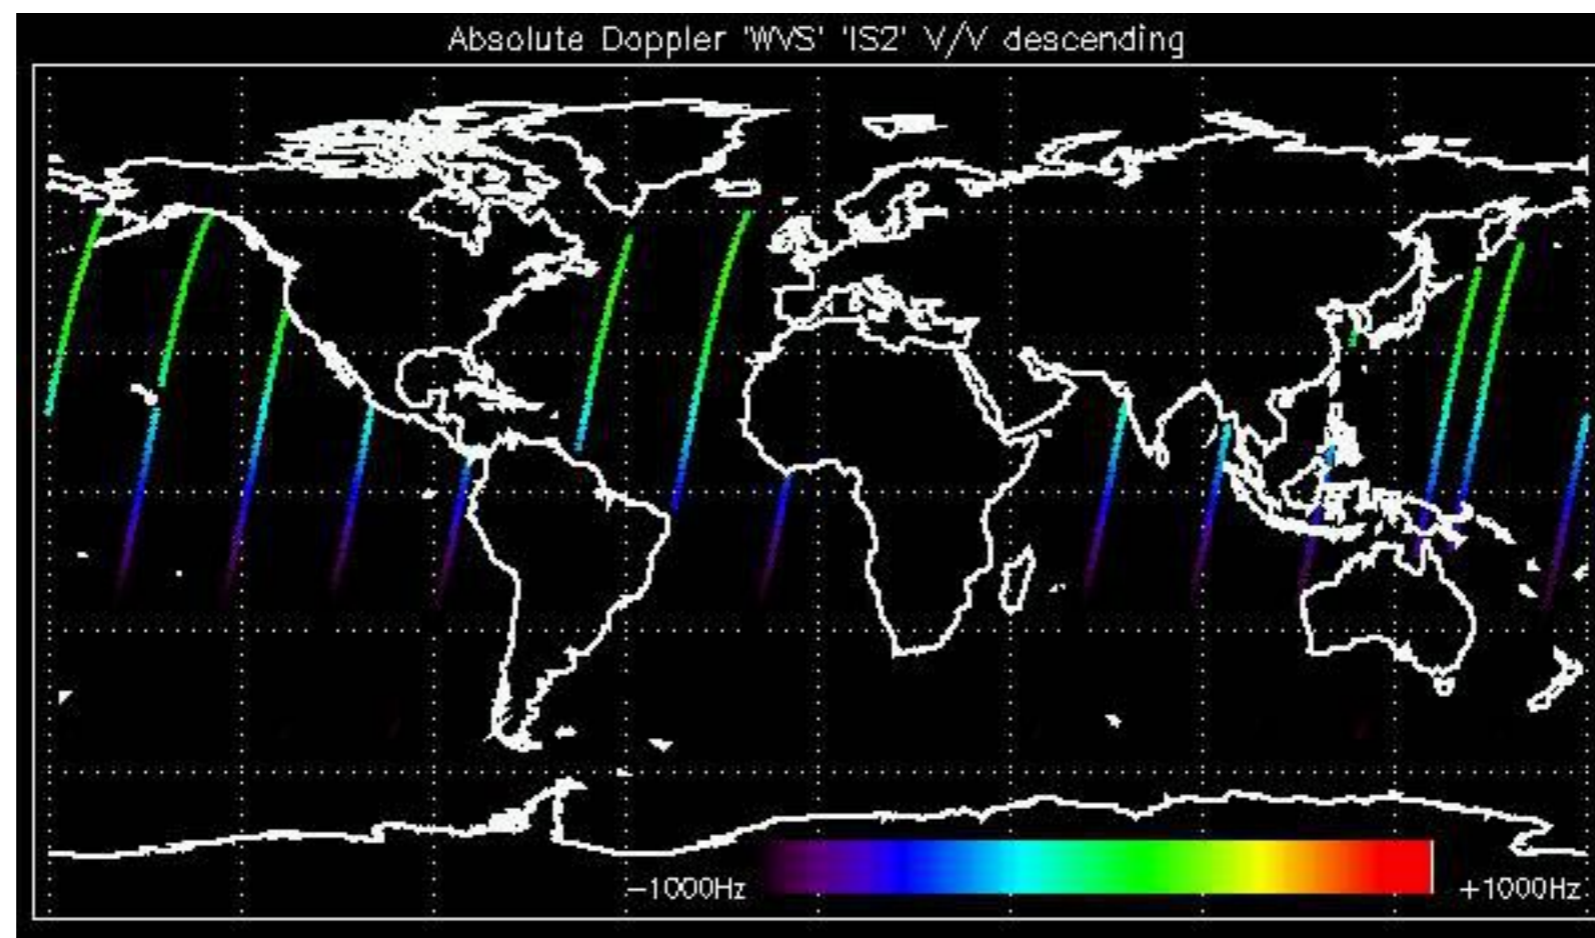 Absolute Doppler 'WVS' 'IS2' V/V descending
−1000Hz +1000Hz